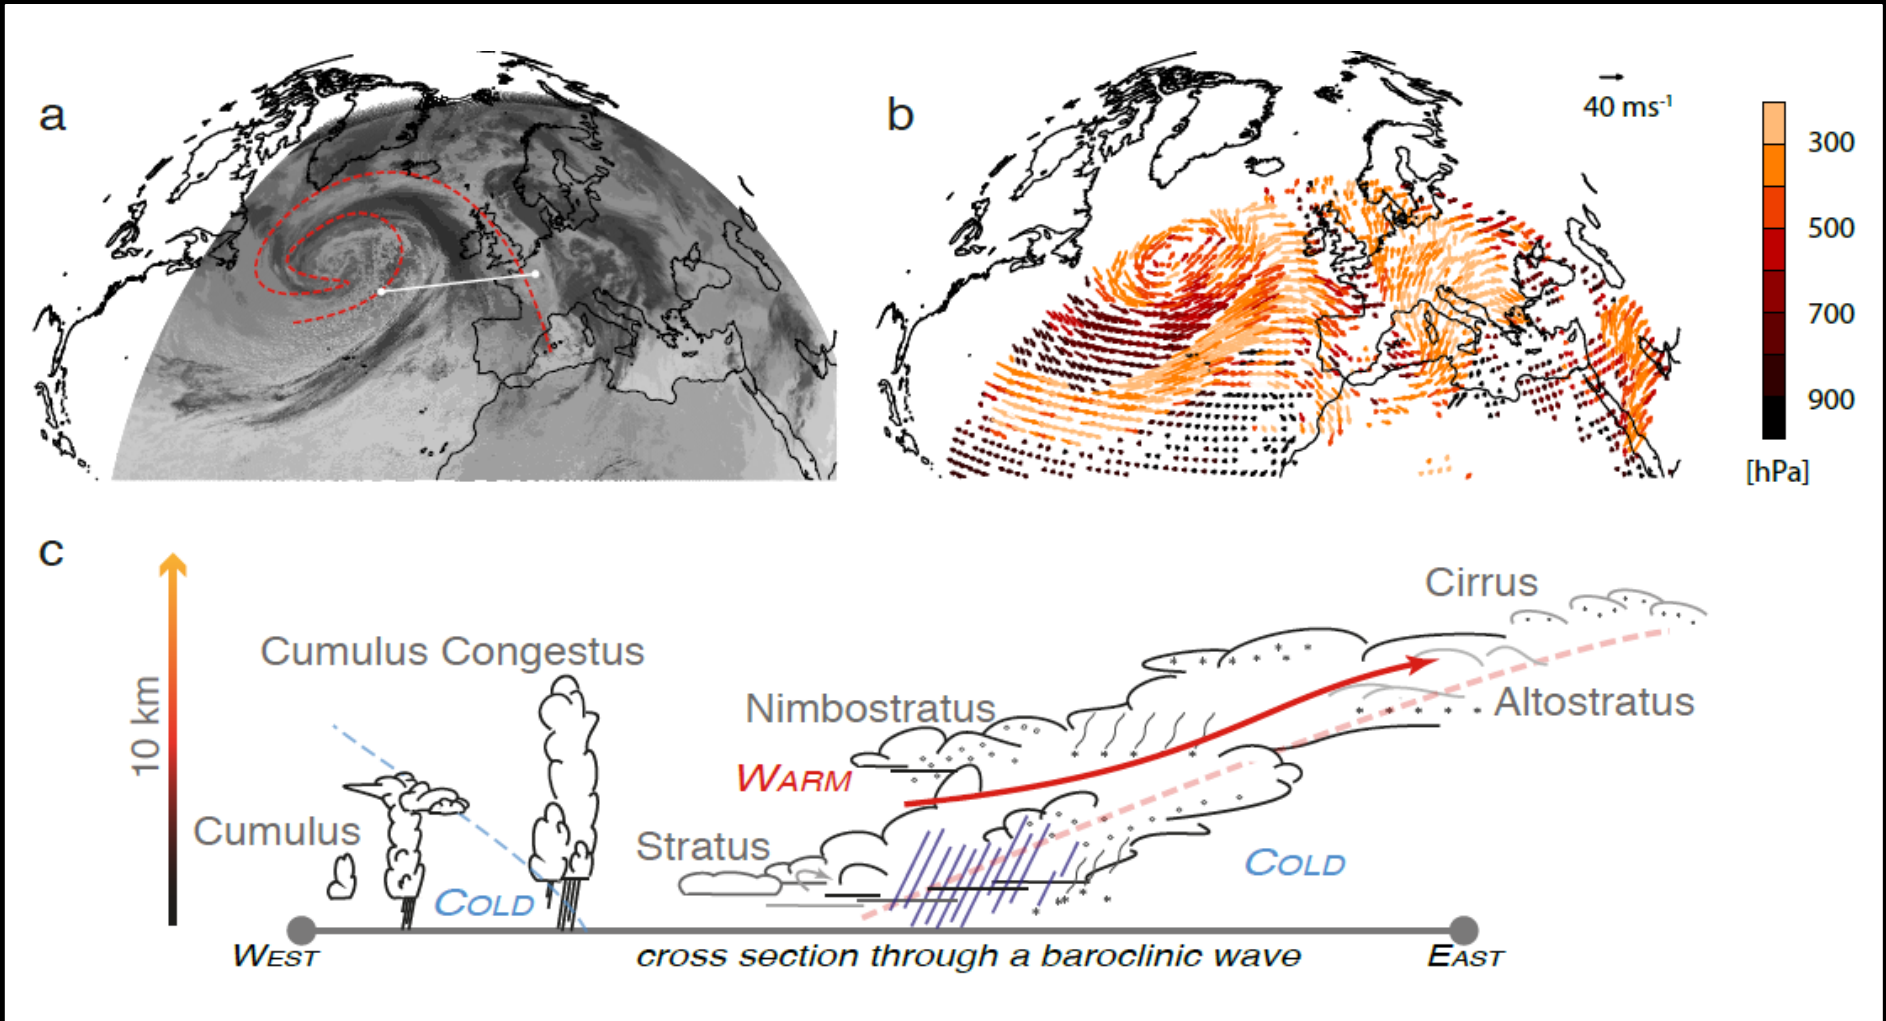 a
b
40 ms⁻¹
300
500
700
900
[hPa]
c
10 km
Cirrus
Cumulus Congestus
Nimbostratus
Altostratus
WARM
Cumulus
Stratus
COLD
COLD
WEST
cross section through a baroclinic wave
EAST